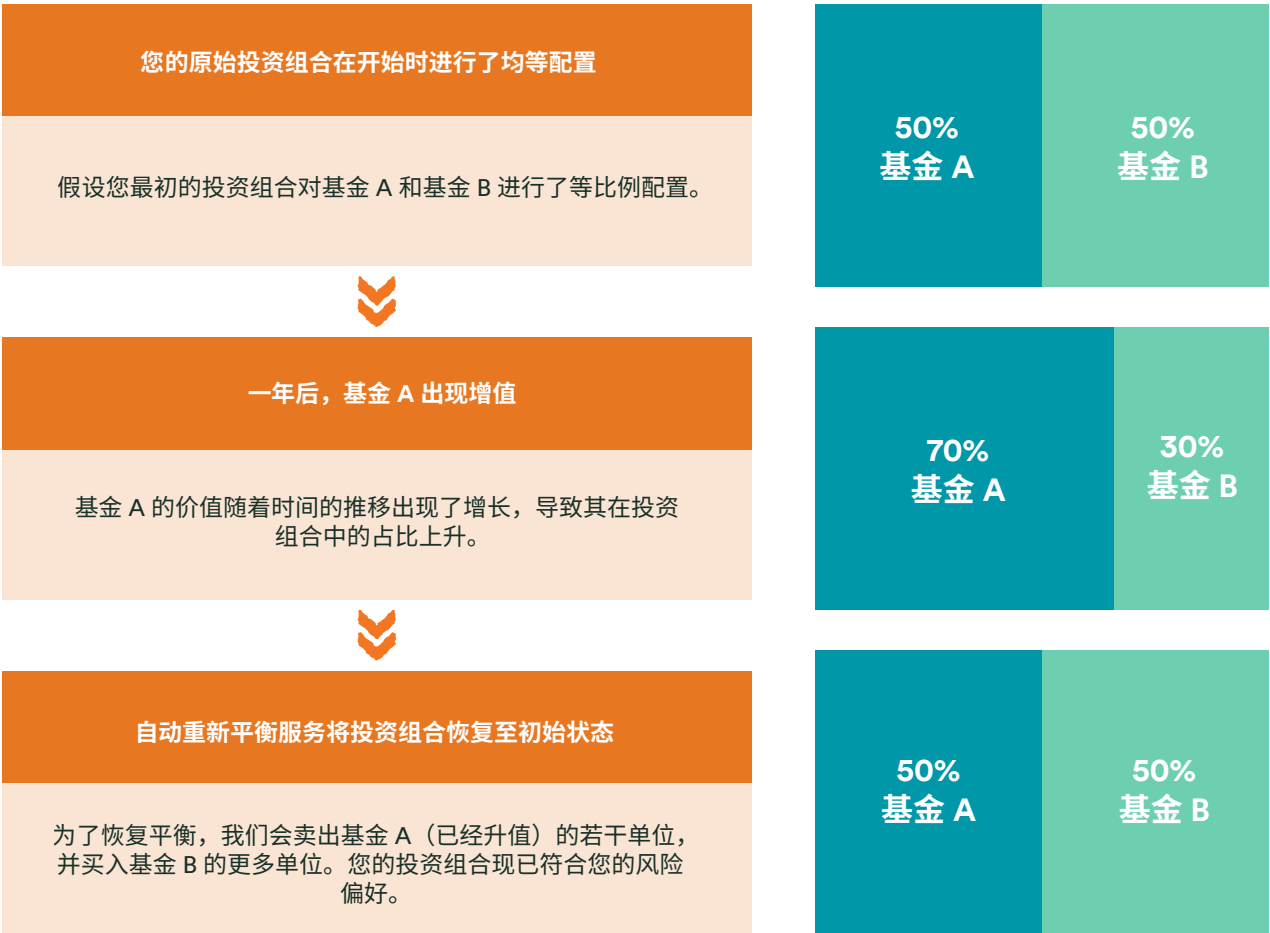 您的原始投资组合在开始时进行了均等配置
假设您最初的投资组合对基金 A 和基金 B 进行了等比例配置。
50%
基金 A
50%
基金 B
一年后，基金 A 出现增值
基金 A 的价值随着时间的推移出现了增长，导致其在投资
组合中的占比上升。
70%
基金 A
30%
基金 B
自动重新平衡服务将投资组合恢复至初始状态
为了恢复平衡，我们会卖出基金 A（已经升值）的若干单位，
并买入基金 B 的更多单位。您的投资组合现已符合您的风险
偏好。
50%
基金 A
50%
基金 B